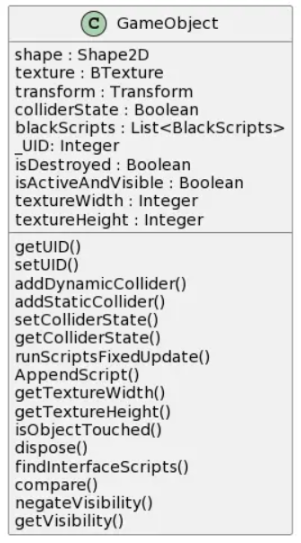 C GameObject
shape : Shape2D
texture : BTexture
transform : Transform
colliderState : Boolean
blackScripts : List<BlackScripts>
_UID: Integer
isDestroyed : Boolean
isActiveAndVisible : Boolean
textureWidth : Integer
textureHeight : Integer
getUID()
setUID()
addDynamicCollider()
addStaticCollider()
setColliderState()
getColliderState()
runScriptsFixedUpdate()
AppendScript()
getTextureWidth()
getTextureHeight()
isObjectTouched()
dispose()
findInterfaceScripts()
compare()
negateVisibility()
getVisibility()